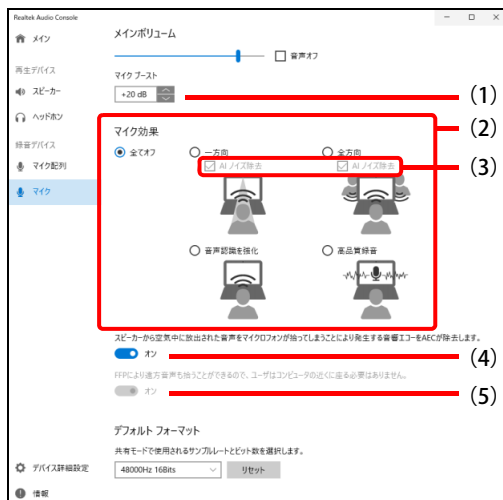 Realtek Audio Console
メイン
再生デバイス
スピーカー
ヘッドホン
録音デバイス
マイク配列
マイク
デバイス詳細設定
情報
メインボリューム
音声オフ
マイク ブースト
+20 dB
マイク効果
全てオフ
一方向
全方向
AI ノイズ除去
AI ノイズ除去
音声認識を強化
高品質録音
スピーカーから空気中に放出された音声をマイクロフォンが拾ってしまうことにより発生する音響エコーをAECが除去します。
オン
FFPにより遠方音声も拾うことができるので、ユーザはコンピュータの近くに座る必要はありません。
オン
デフォルト フォーマット
共有モードで使用されるサンプルレートとビット数を選択します。
48000Hz 16Bits
リセット
(1)
(2)
(3)
(4)
(5)